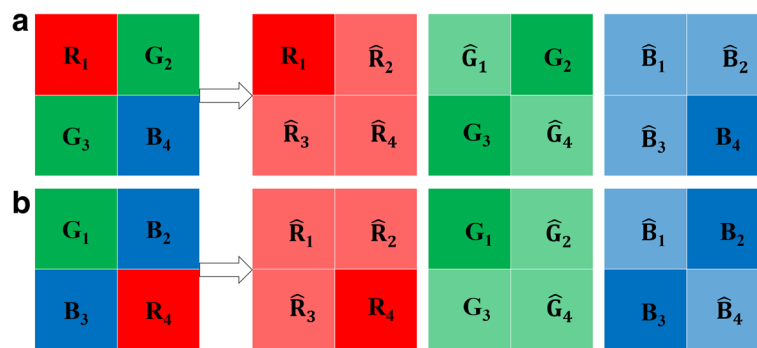 a
R₁ G₂ R₁ R̂₂ Ĝ₁ G₂ B̂₁ B̂₂
G₃ B₄ R̂₃ R̂₄ G₃ Ĝ₄ B̂₃ B₄
b
G₁ B₂ R̂₁ R̂₂ G₁ Ĝ₂ B̂₁ B₂
B₃ R₄ R̂₃ R₄ G₃ Ĝ₄ B₃ B̂₄